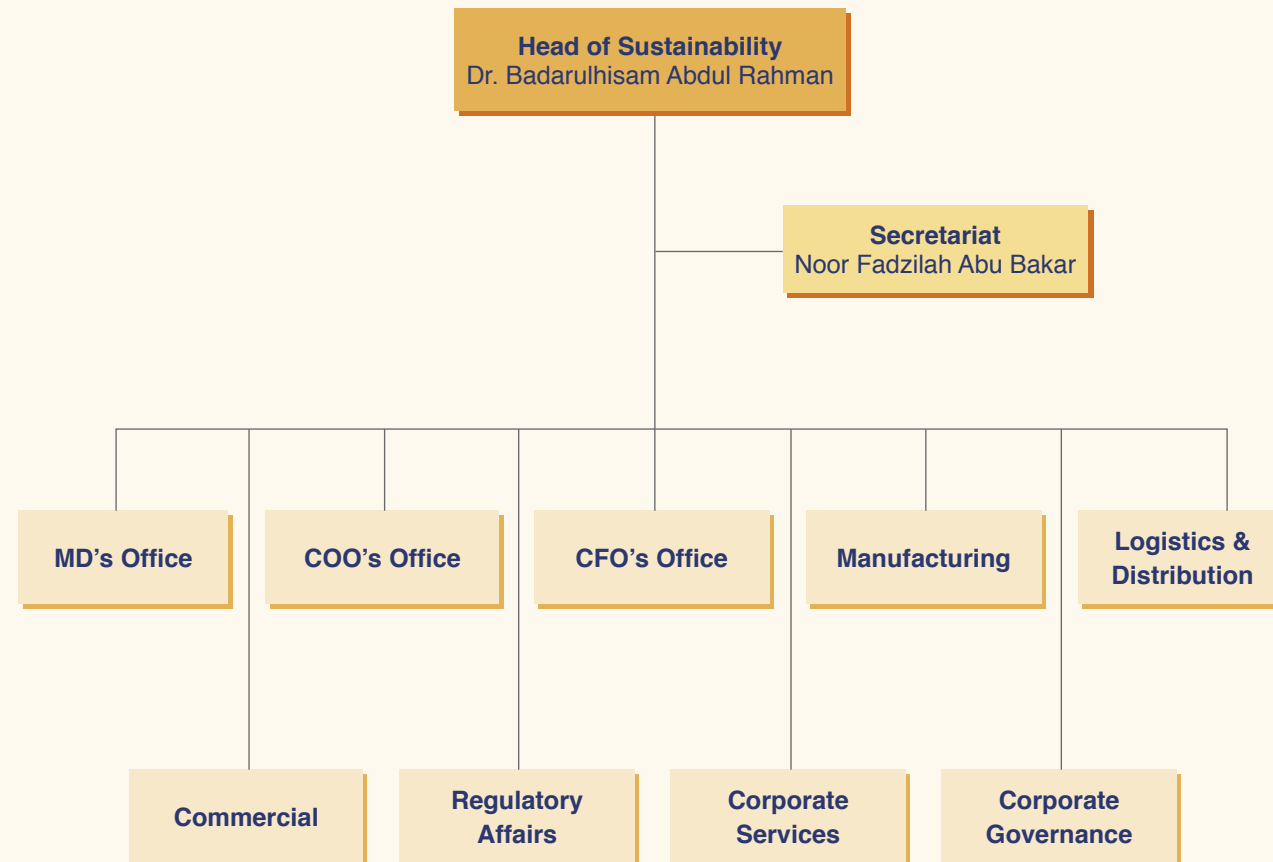 Head of Sustainability
Dr. Badarulhisam Abdul Rahman
Secretariat
Noor Fadzilah Abu Bakar
MD’s Office
COO’s Office
CFO’s Office
Manufacturing
Logistics &
Distribution
Commercial
Regulatory
Affairs
Corporate
Services
Corporate
Governance